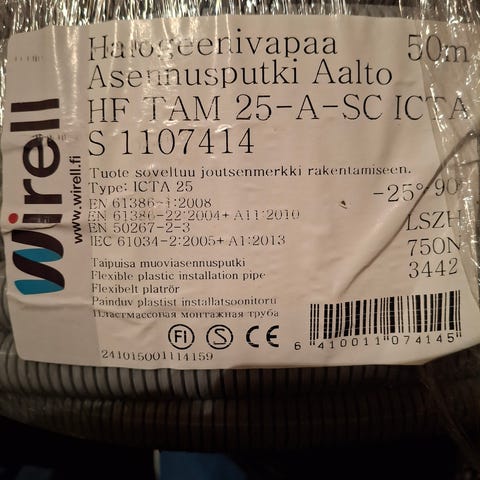 Halogeenivapaa 50m
Asennusputki Aalto
HF TAM 25-A-SC ICTA
S 1107414
Tuote soveltuu joutsenmerkki rakentamiseen.
Type: ICTA 25
-25° 90°
EN 61386-1:2008
EN 61386-22:2004+ A11:2010
LSZH
EN 50267-2-3
IEC 61034-2:2005+ A1:2013
750N
3442
Taipuisa muoviasennusputki
Flexible plastic installation pipe
Flexibelt platrör
Painduv plastist installatsoonitoru
Пластмассовая монтажная труба
FI S CE
6 410011 074145
241015001114159
wirell
www.wirell.fi